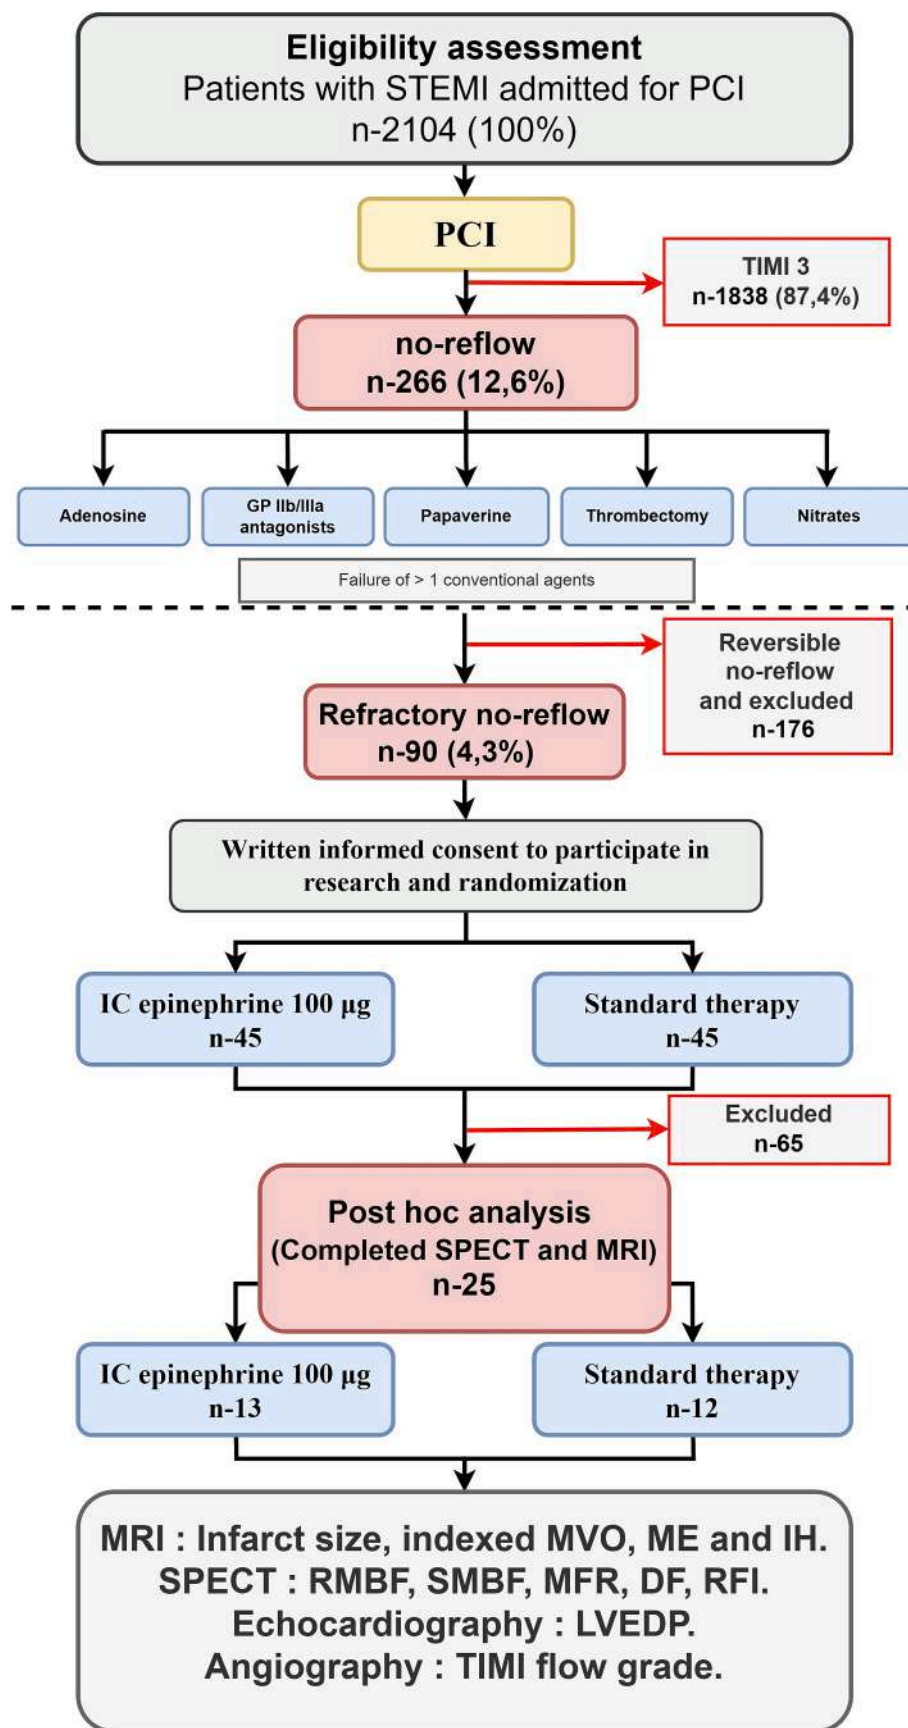 Eligibility assessment
Patients with STEMI admitted for PCI
n-2104 (100%)
PCI
TIMI 3
n-1838 (87,4%)
no-reflow
n-266 (12,6%)
Adenosine
GP IIb/IIIa
antagonists
Papaverine
Thrombectomy
Nitrates
Failure of > 1 conventional agents
Reversible
no-reflow
and excluded
n-176
Refractory no-reflow
n-90 (4,3%)
Written informed consent to participate in
research and randomization
IC epinephrine 100 µg
n-45
Standard therapy
n-45
Excluded
n-65
Post hoc analysis
(Completed SPECT and MRI)
n-25
IC epinephrine 100 µg
n-13
Standard therapy
n-12
MRI : Infarct size, indexed MVO, ME and IH.
SPECT : RMBF, SMBF, MFR, DF, RFI.
Echocardiography : LVEDP.
Angiography : TIMI flow grade.